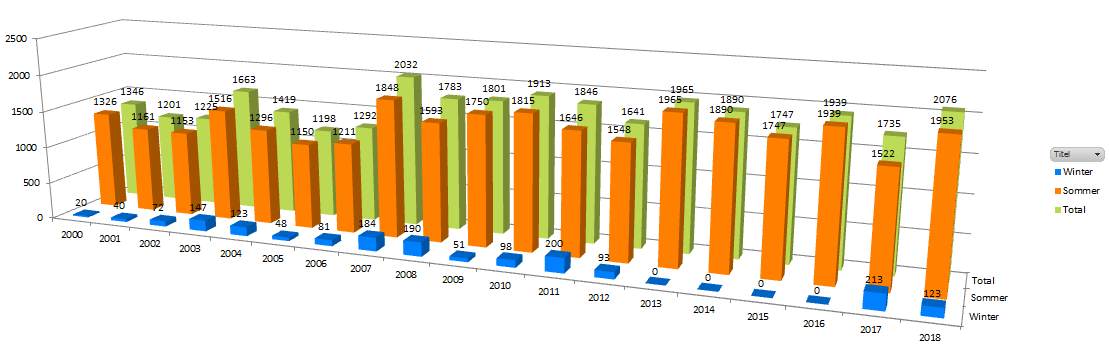 2500
2000
1500
1000
500
0
1326 1161 1153 1516 1296 1150 1211 1848 1593 1750 1815 1646 1548 1965 1890 1747 1939 1522 1953
1346 1201 1225 1663 1419 1198 1292 2032 1783 1801 1913 1846 1641 1965 1890 1747 1939 1735 2076
20 40 72 147 123 48 81 184 190 51 98 200 93 0 0 0 0 213 123
2000 2001 2002 2003 2004 2005 2006 2007 2008 2009 2010 2011 2012 2013 2014 2015 2016 2017 2018
Total
Sommer
Winter
Titel
Winter
Sommer
Total